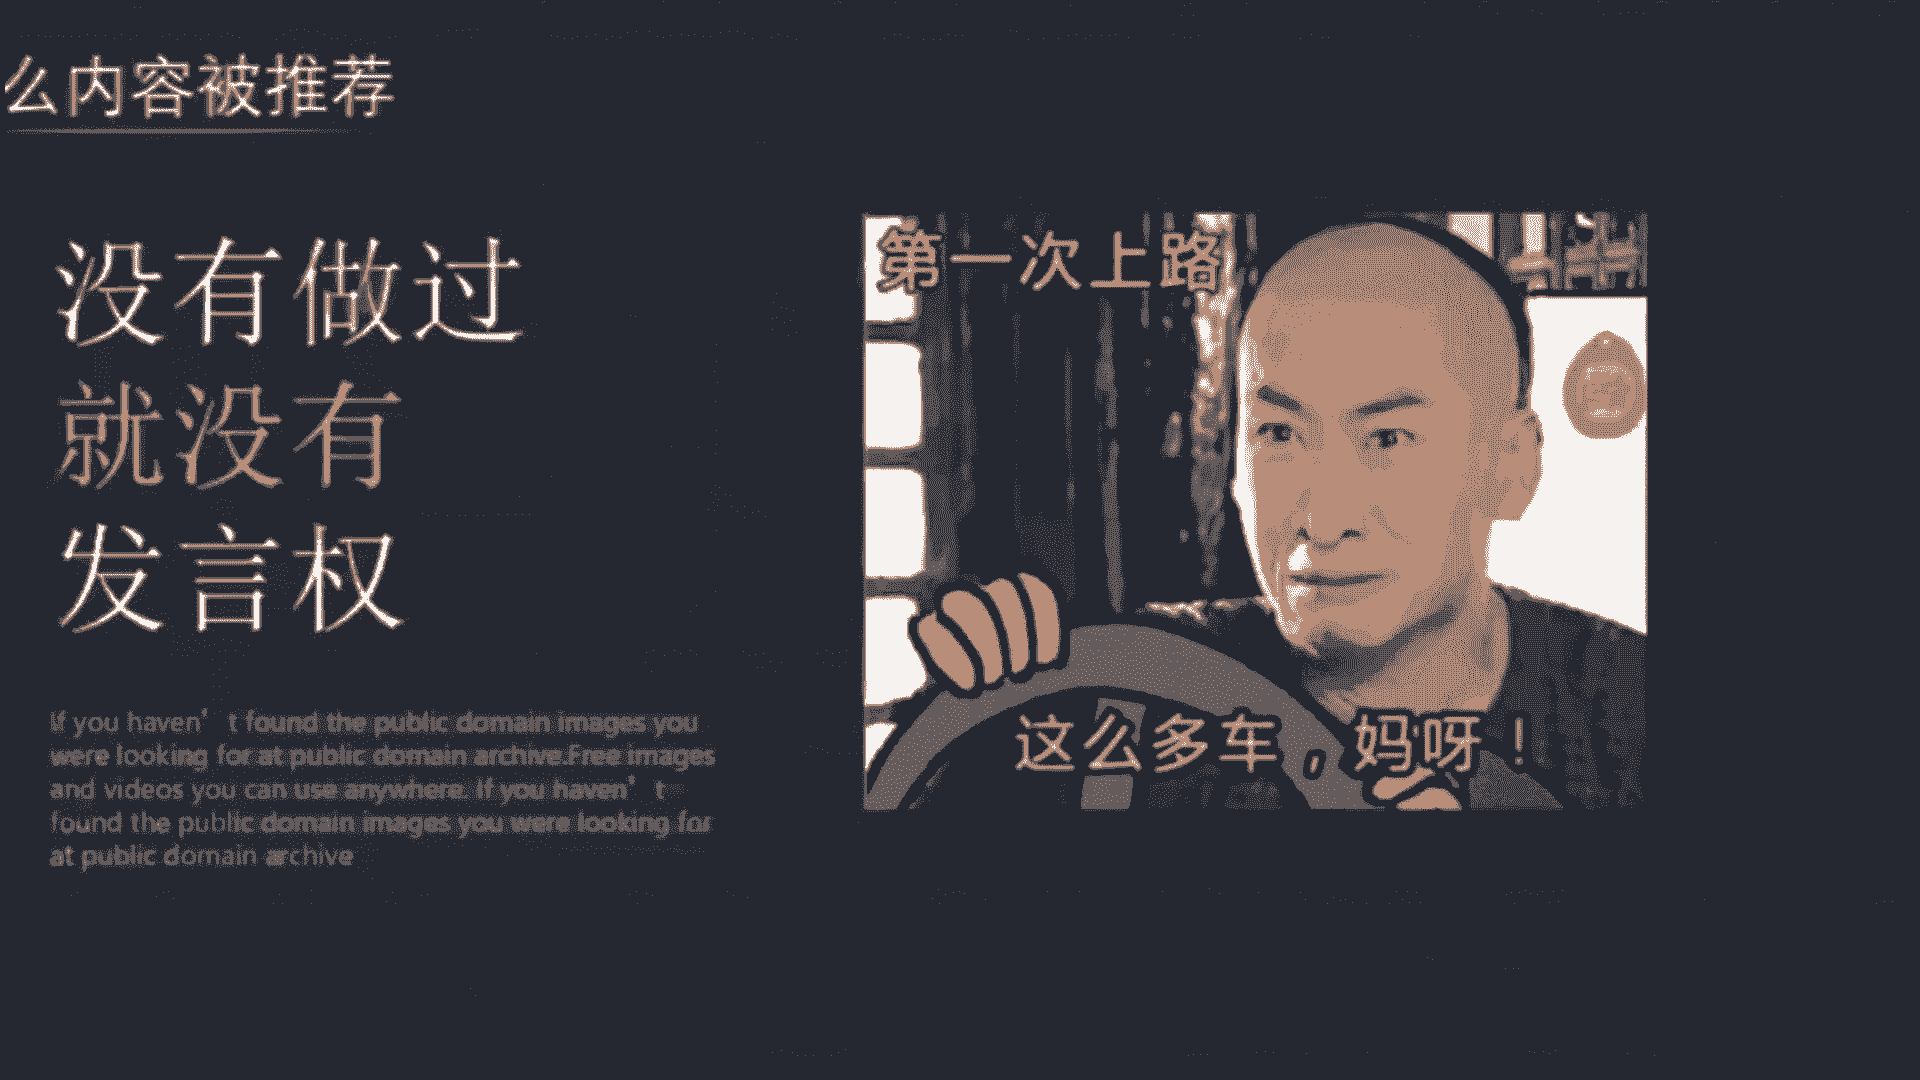 么内容被推荐
没有做过
就没有
发言权
If you haven’t found the public domain images you
were looking for at public domain archive.Free images
and videos you can use anywhere. If you haven’t
found the public domain images you were looking for
at public domain archive
第一次上路
这么多车，妈呀！